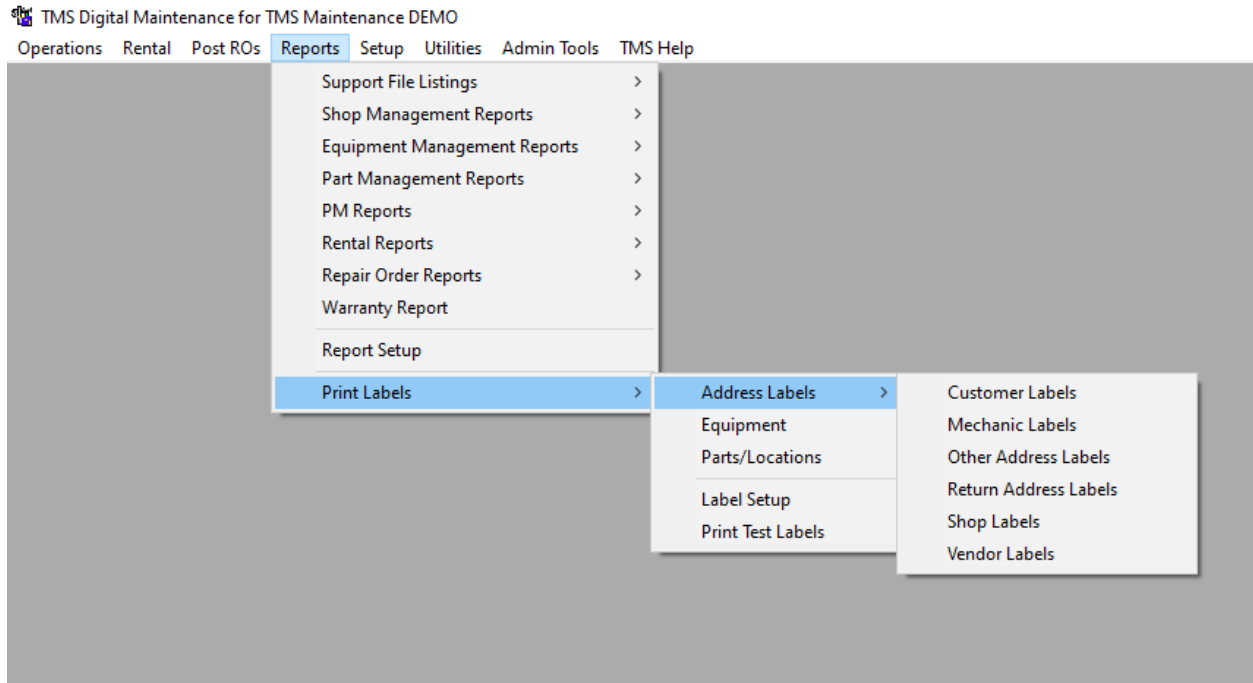 TMS Digital Maintenance for TMS Maintenance DEMO
Operations Rental Post ROs Reports Setup Utilities Admin Tools TMS Help
Support File Listings
Shop Management Reports
Equipment Management Reports
Part Management Reports
PM Reports
Rental Reports
Repair Order Reports
Warranty Report
Report Setup
Print Labels
Address Labels
Equipment
Parts/Locations
Label Setup
Print Test Labels
Customer Labels
Mechanic Labels
Other Address Labels
Return Address Labels
Shop Labels
Vendor Labels